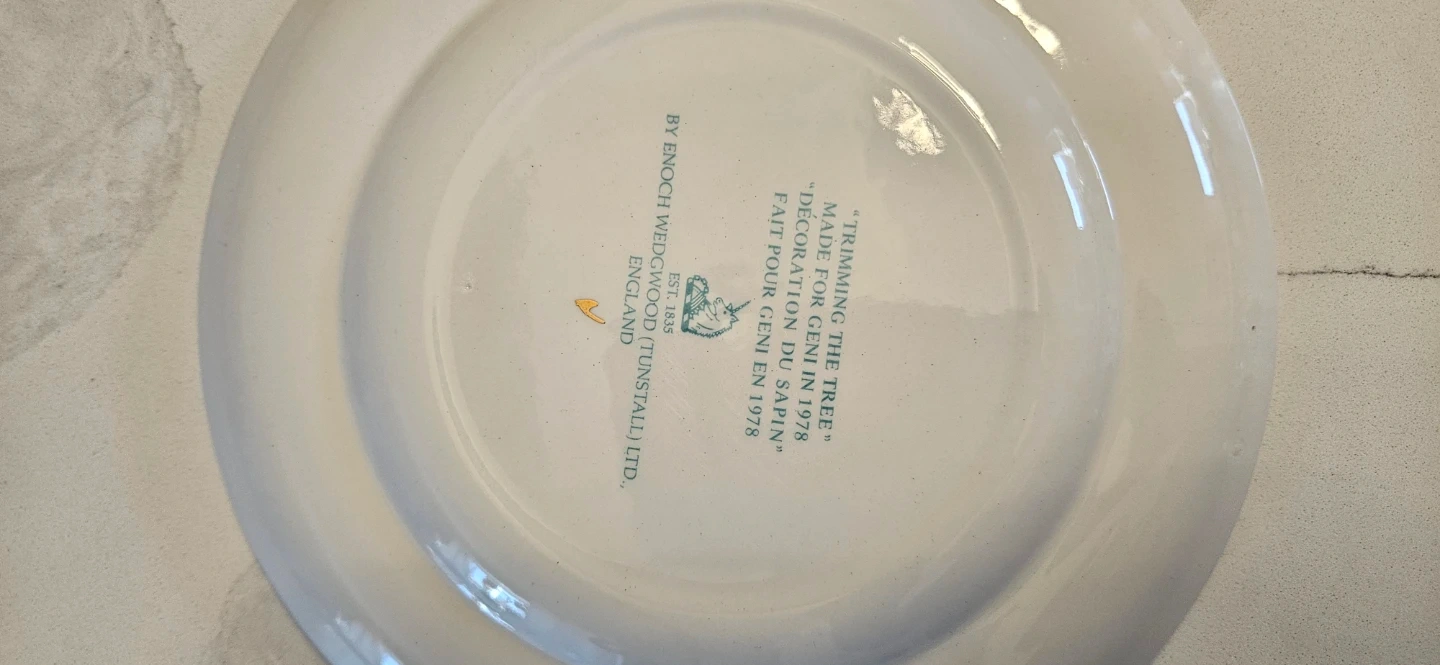 “TRIMMING THE TREE”
MADE FOR GENI IN 1978
“DÉCORATION DU SAPIN”
FAIT POUR GENI EN 1978
EST. 1835
BY ENOCH WEDGWOOD (TUNSTALL) LTD.,
ENGLAND